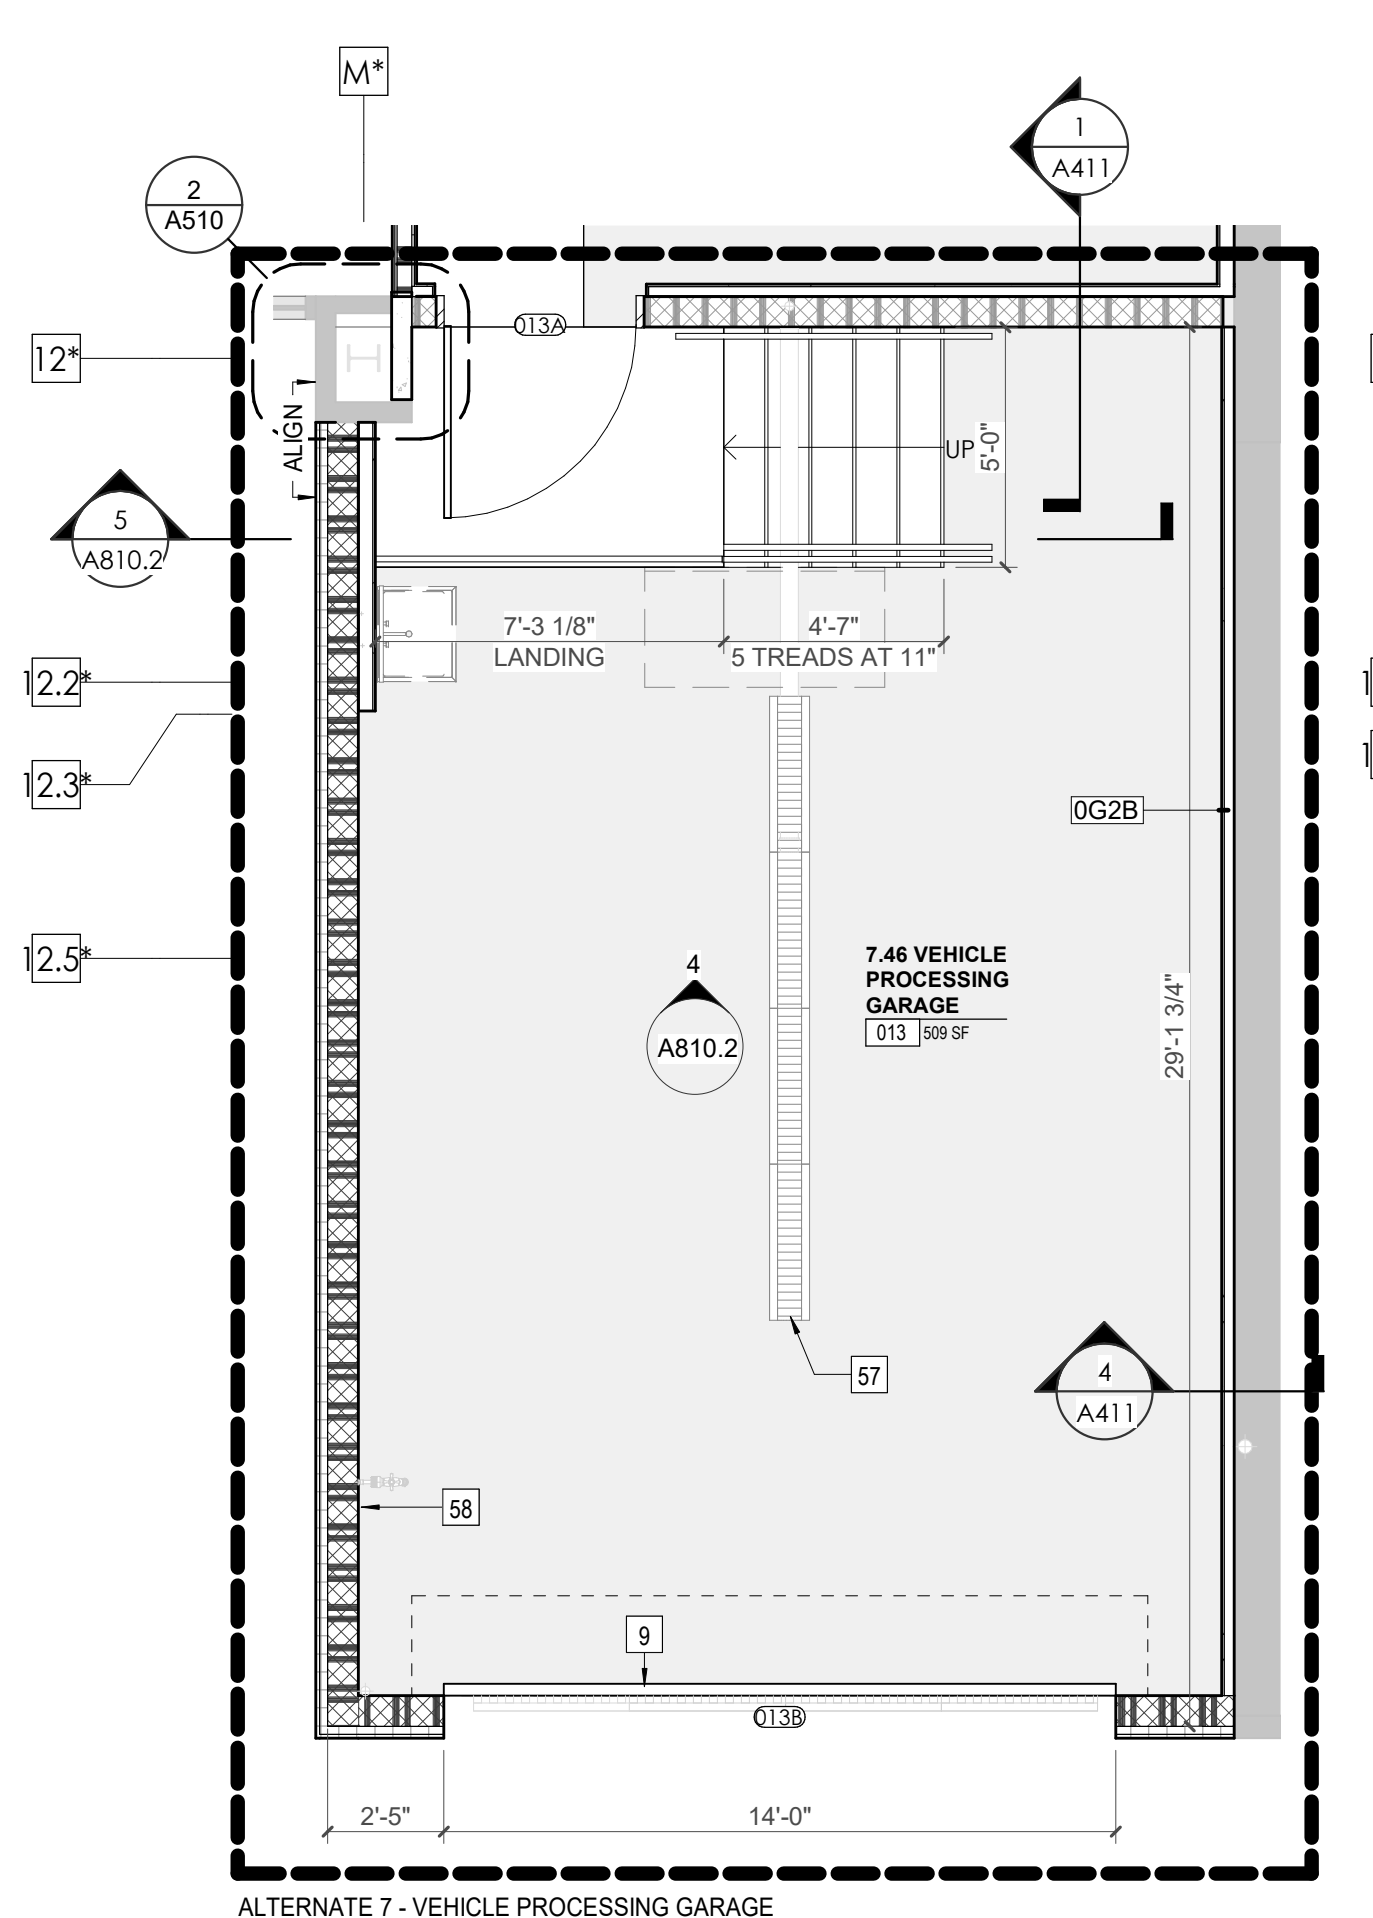 M*
1
A411
2
A510
013A
12*
ALIGN
UP
5'-0"
5
A810.2
7'-3 1/8"
LANDING
4'-7"
5 TREADS AT 11"
12.2*
12.3*
0G2B
12.5*
4
A810.2
7.46 VEHICLE
PROCESSING
GARAGE
013 509 SF
29'-1 3/4"
57
4
A411
58
9
013B
2'-5"
14'-0"
ALTERNATE 7 - VEHICLE PROCESSING GARAGE